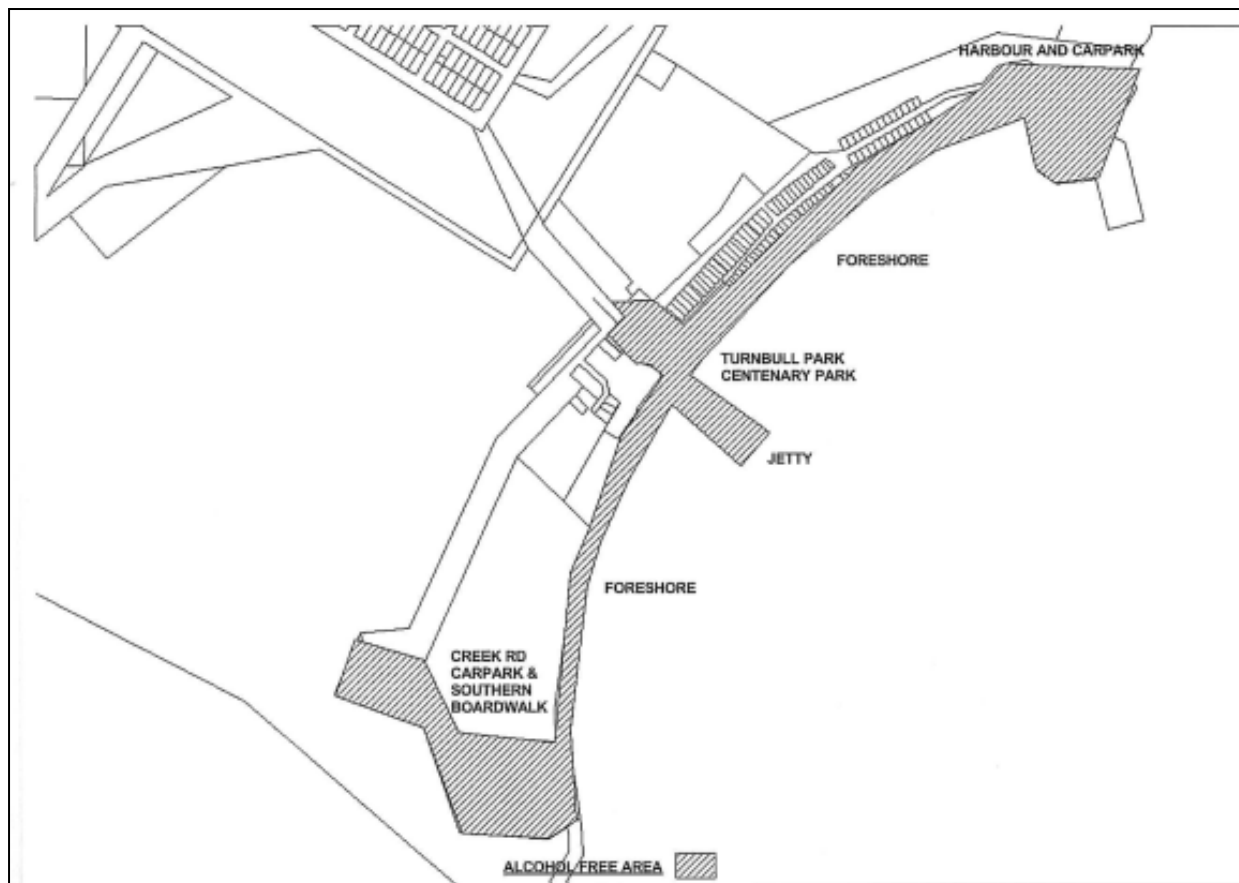 HARBOUR AND CARPARK
FORESHORE
TURNBULL PARK
CENTENARY PARK
JETTY
FORESHORE
CREEK RD
CARPARK &
SOUTHERN
BOARDWALK
ALCOHOL FREE AREA